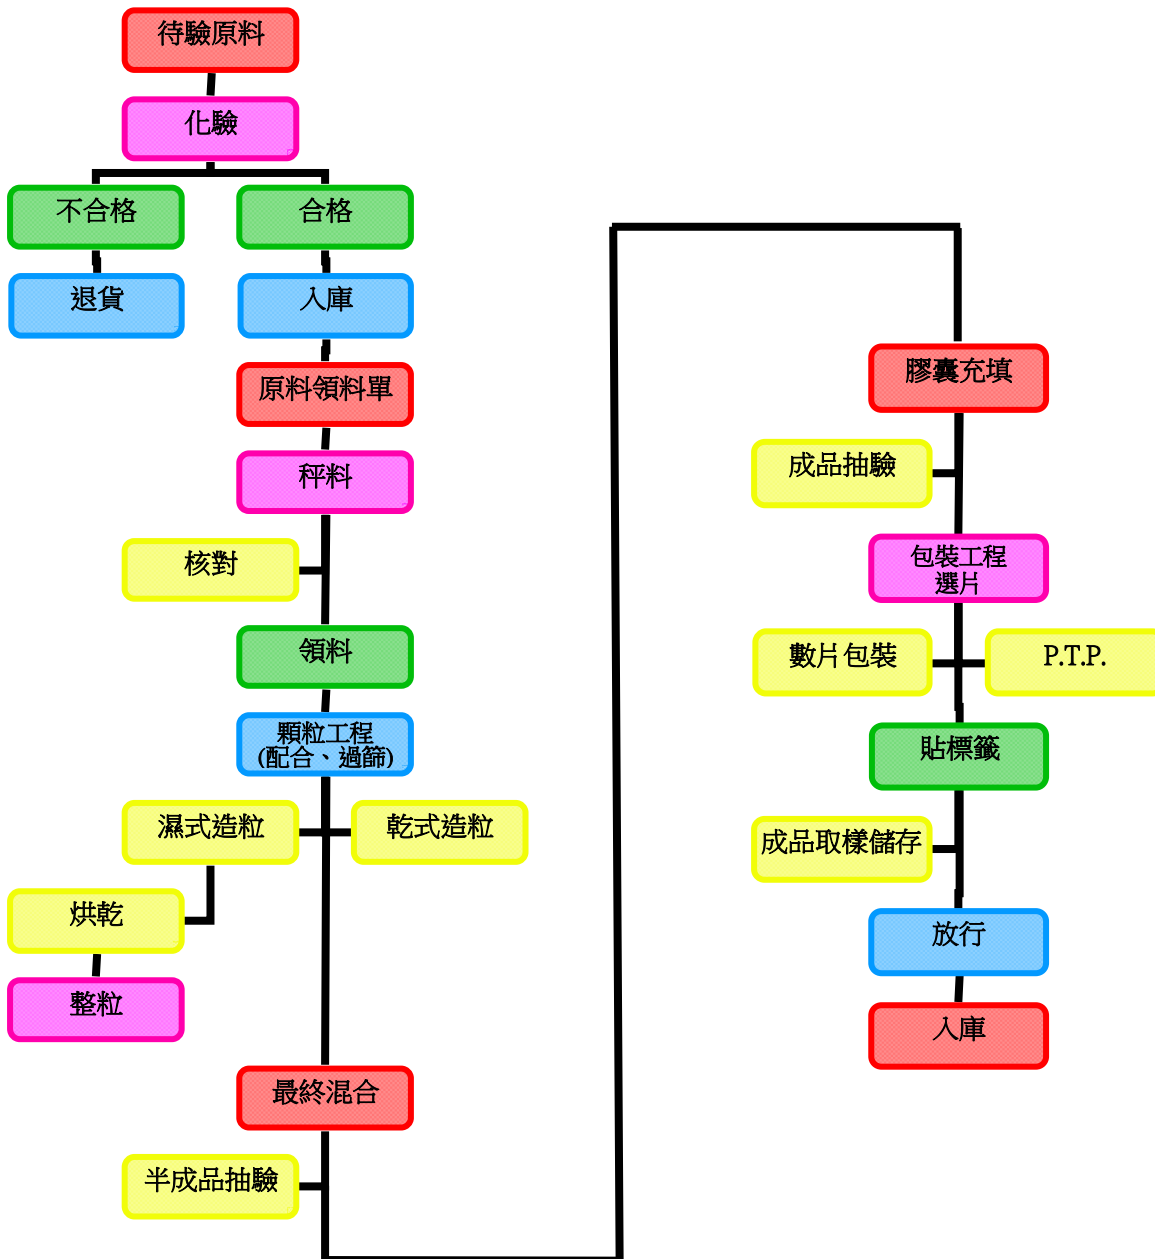 待驗原料
化驗
不合格
合格
退貨
入庫
原料領料單
秤料
核對
領料
顆粒工程
(配合、過篩)
濕式造粒
乾式造粒
烘乾
整粒
最終混合
半成品抽驗
膠囊充填
成品抽驗
包裝工程
選片
數片包裝
P.T.P.
貼標籤
成品取樣儲存
放行
入庫